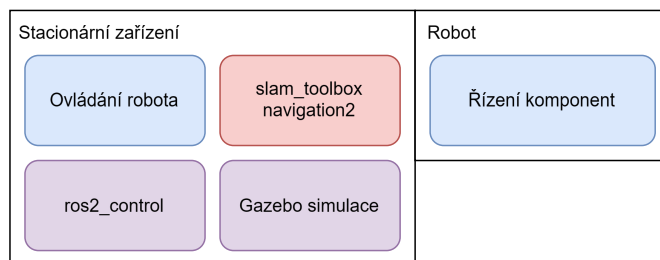 Stacionární zařízení
Robot
Ovládání robota
slam_toolbox
navigation2
Řízení komponent
ros2_control
Gazebo simulace